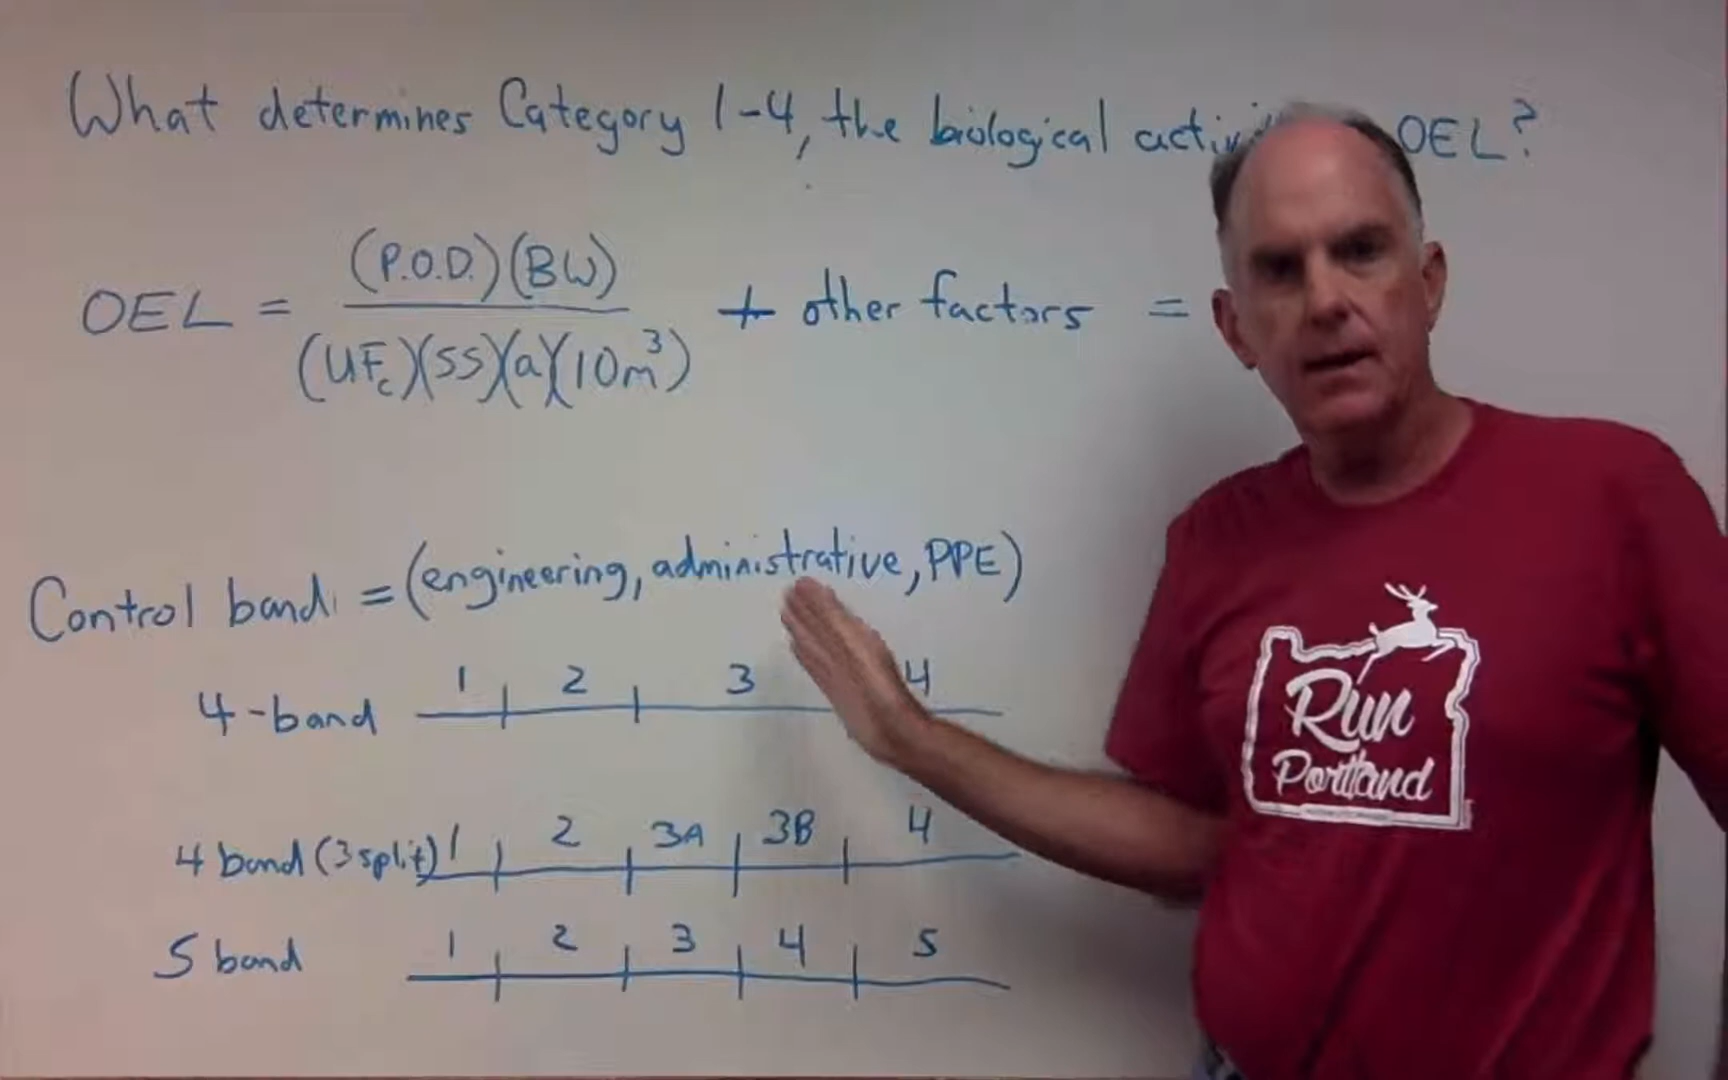 What determines Category 1-4, the biological OEL?
(P.O.D.)(BW)
OEL = + other factors =
(UFc)(SS)(a)(10m³)
Control band = (engineering, administrative, PPE)
1 2 3 4
4-band
4 band (3 split) 1 2 3A 3B 4
1 2 3 4 5
5 band
Run
Portland